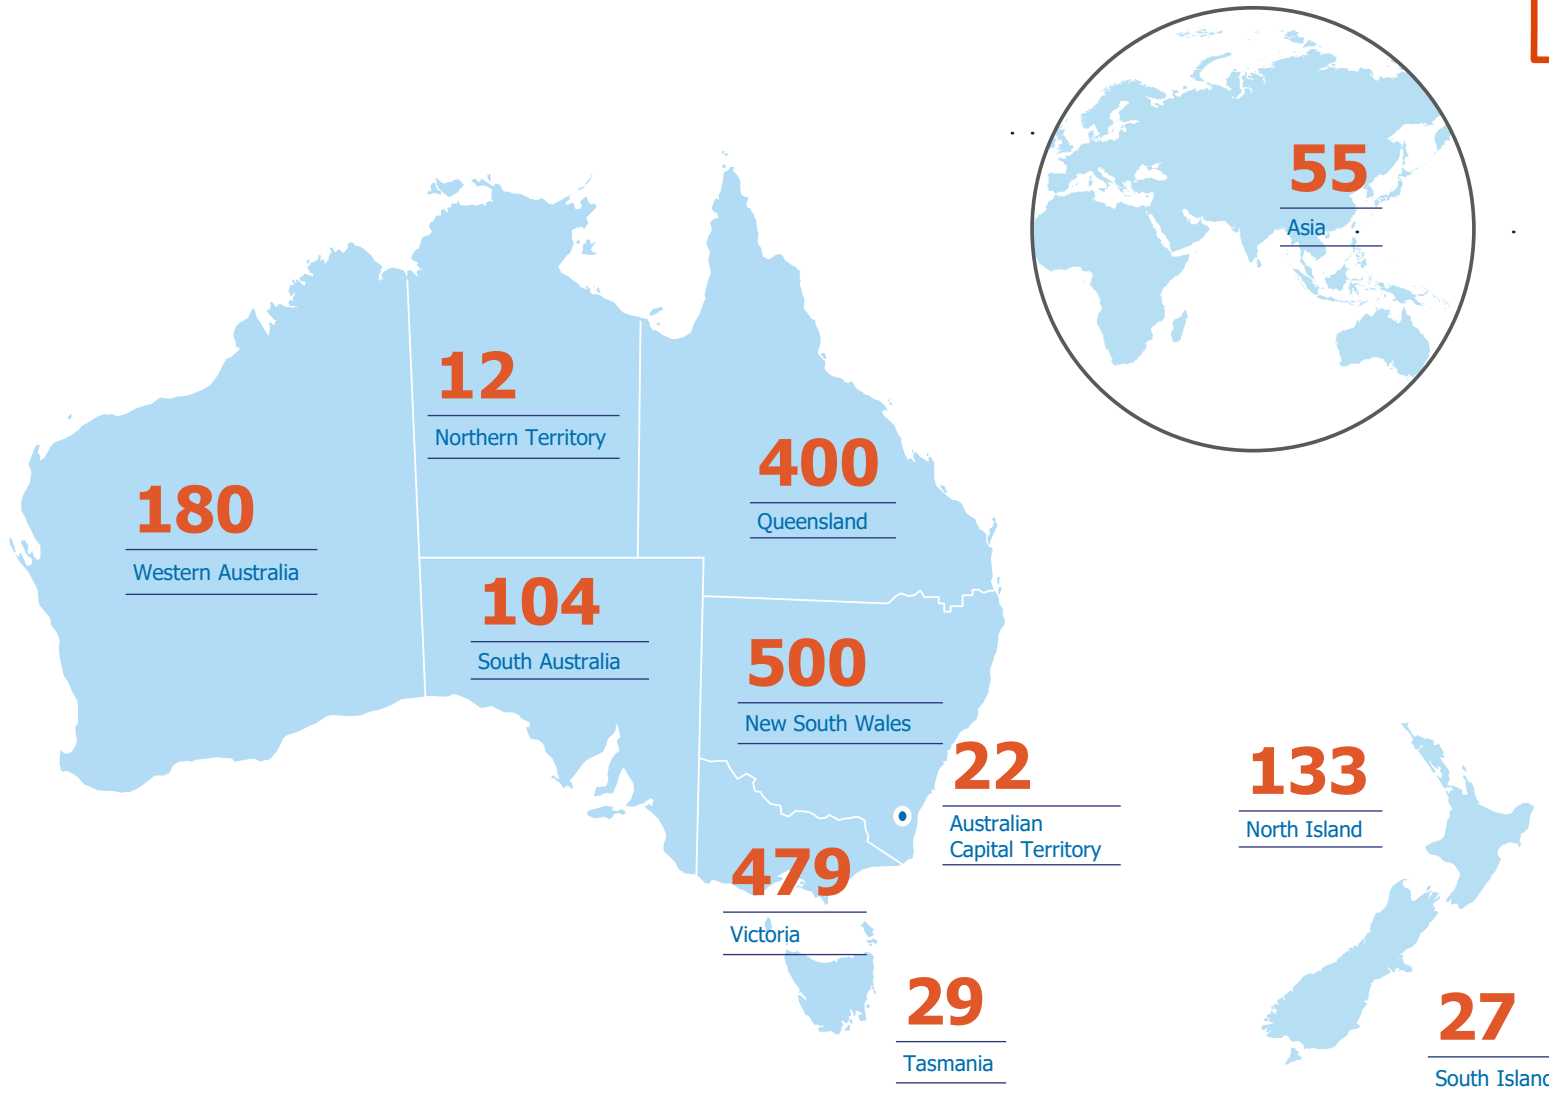 55
Asia
12
Northern Territory
400
Queensland
180
Western Australia
104
South Australia
500
New South Wales
22
Australian
Capital Territory
133
North Island
479
Victoria
29
Tasmania
27
South Island